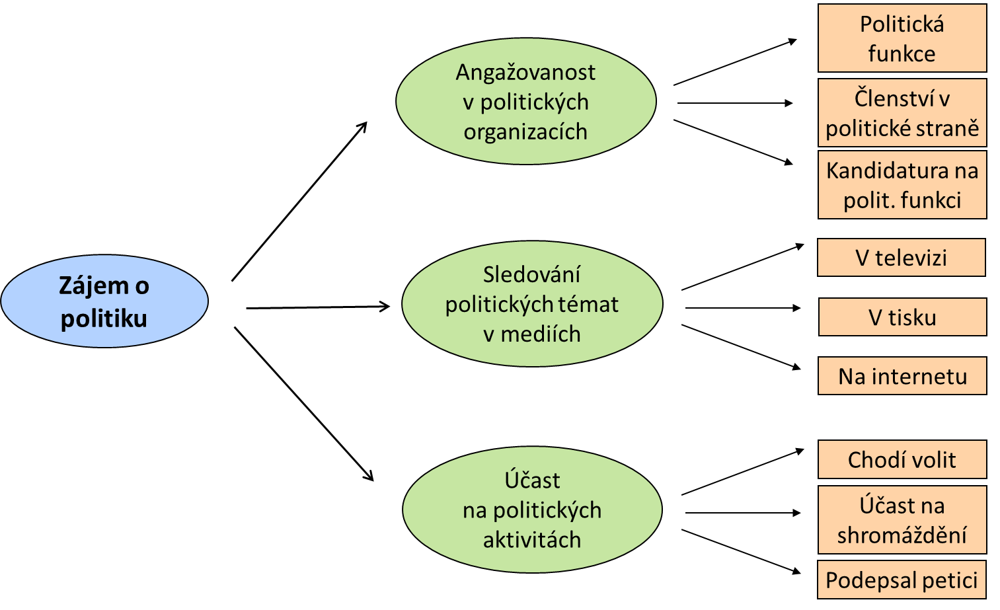 Zájem o
politiku
Angažovanost
v politických
organizacích
Politická
funkce
Členství v
politické straně
Kandidatura na
polit. funkci
Sledování
politických témat
v mediích
V televizi
V tisku
Na internetu
Účast
na politických
aktivitách
Chodí volit
Účast na
shromáždění
Podepsal petici